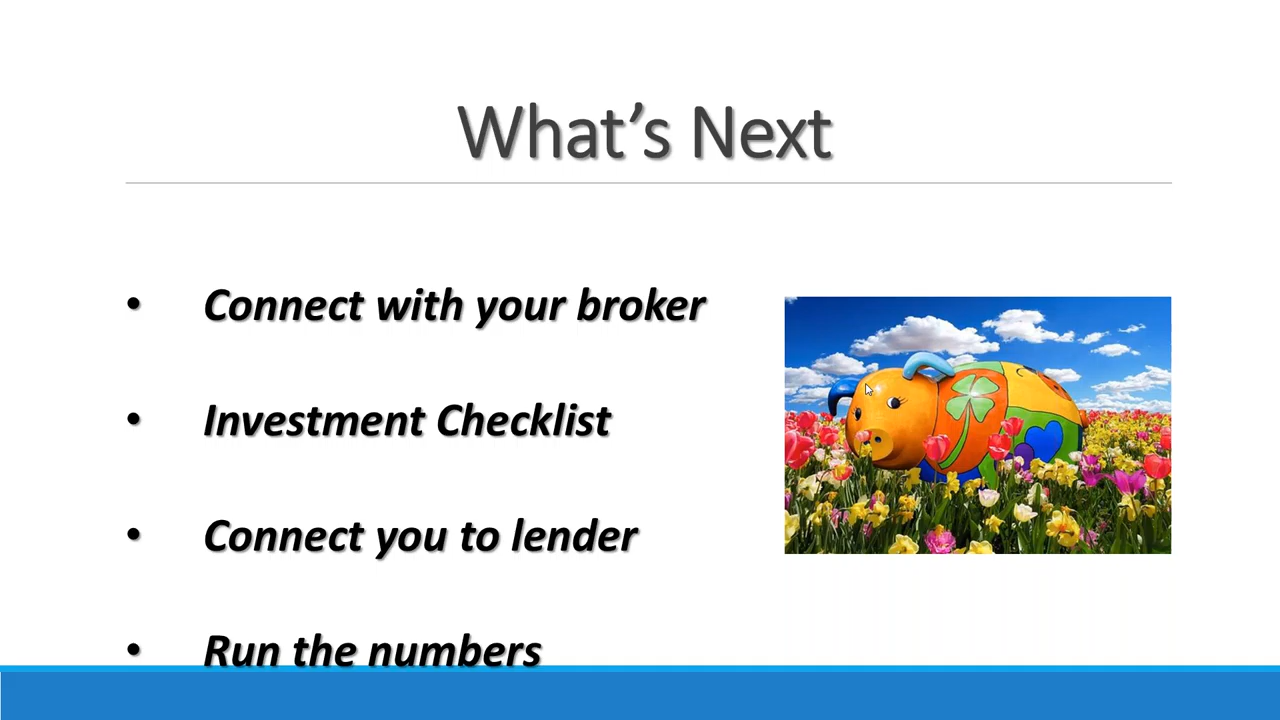 What’s Next
• Connect with your broker
• Investment Checklist
• Connect you to lender
• Run the numbers